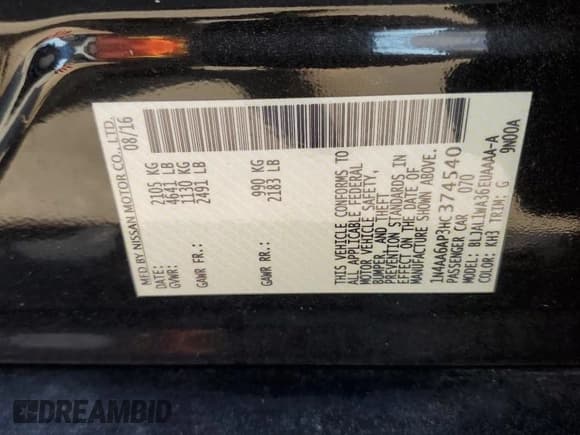 MFD BY NISSAN MOTOR CO., LTD.
DATE: 08/16
GVWR: 2105 KG
4641 LB
GAWR FR.: 1130 KG
2491 LB
GAWR RR.: 990 KG
2183 LB
THIS VEHICLE CONFORMS TO
ALL APPLICABLE FEDERAL
MOTOR VEHICLE SAFETY,
BUMPER, AND THEFT
PREVENTION STANDARDS IN
EFFECT ON THE DATE OF
MANUFACTURE SHOWN ABOVE.
1N4AA6AP3HC374540
PASSENGER CAR 070
MODEL: BLJALLWA36EUAAAA-A
COLOR: KH3 TRIM: G 9N00A
DREAMBID